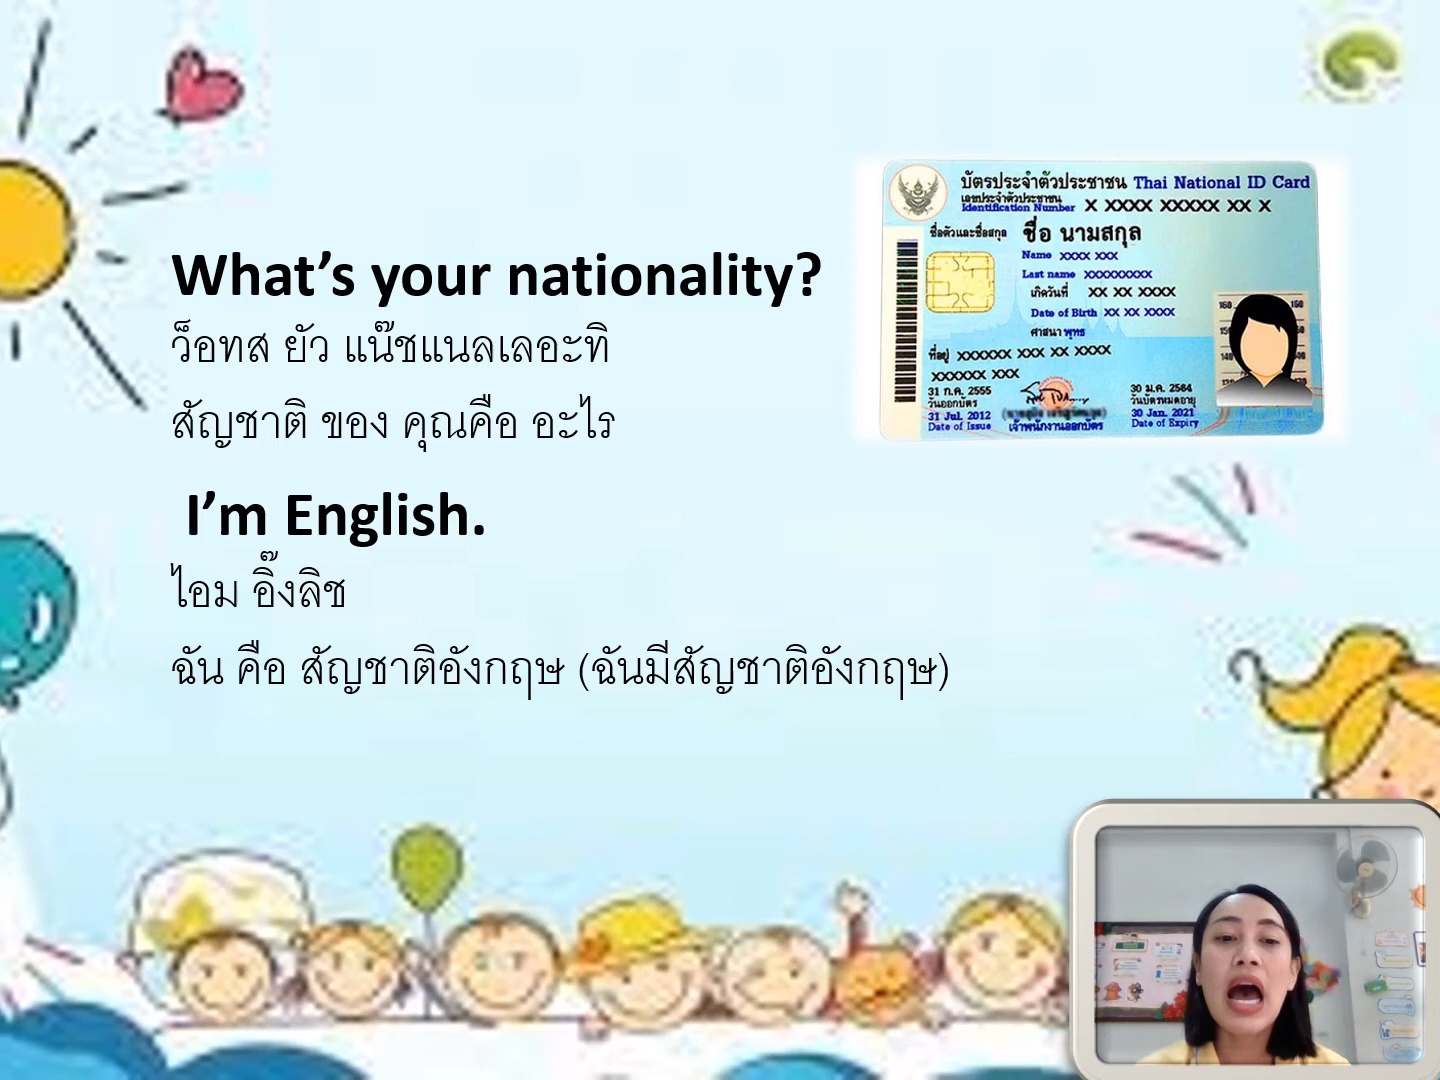 What's your nationality?
ว็อทส ยัว แน๊ชแนลเลอะทิ
สัญชาติ ของ คุณคือ อะไร
I'm English.
ไอม อิ๊งลิช
ฉัน คือ สัญชาติอังกฤษ (ฉันมีสัญชาติอังกฤษ)
บัตรประจำตัวประชาชน Thai National ID Card
เลขประจำตัวประชาชน
Identification Number X XXXX XXXXX XX X
ชื่อตัวและชื่อสกุล ชื่อ นามสกุล
Name XXXX XXX
Last name XXXXXXXXX
เกิดวันที่ XX XX XXXX
Date of Birth XX XX XXXX
ศาสนา พุทธ
ที่อยู่ XXXXXX XXX XX XXXX
XXXXXX XXX
31 ก.ค. 2555
วันออกบัตร
31 Jul. 2012
Date of Issue
เจ้าพนักงานออกบัตร
30 ม.ค. 2564
วันบัตรหมดอายุ
30 Jan. 2021
Date of Expiry
160
160
150
140